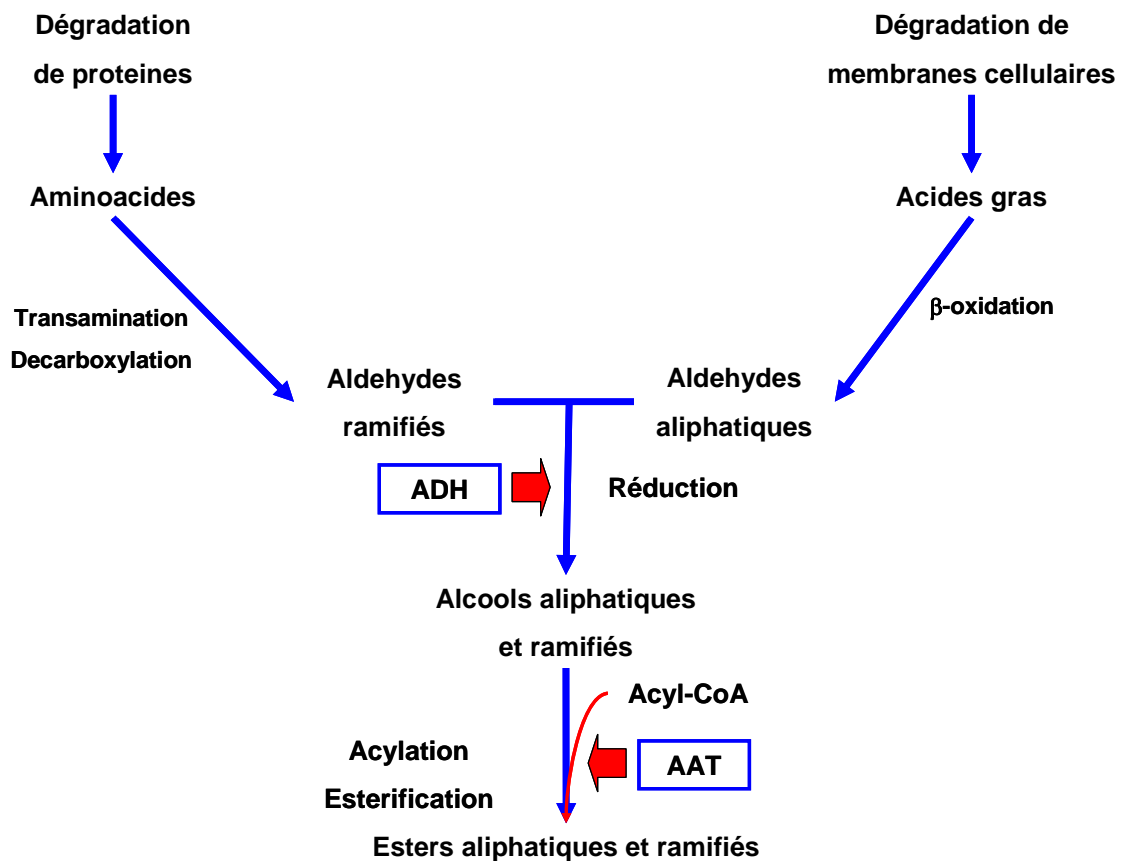 Dégradation
de proteines
Dégradation de
membranes cellulaires
Aminoacides
Acides gras
Transamination
Decarboxylation
β-oxidation
Aldehydes
ramifiés
Aldehydes
aliphatiques
ADH
Réduction
Alcools aliphatiques
et ramifiés
Acyl-CoA
Acylation
Esterification
AAT
Esters aliphatiques et ramifiés